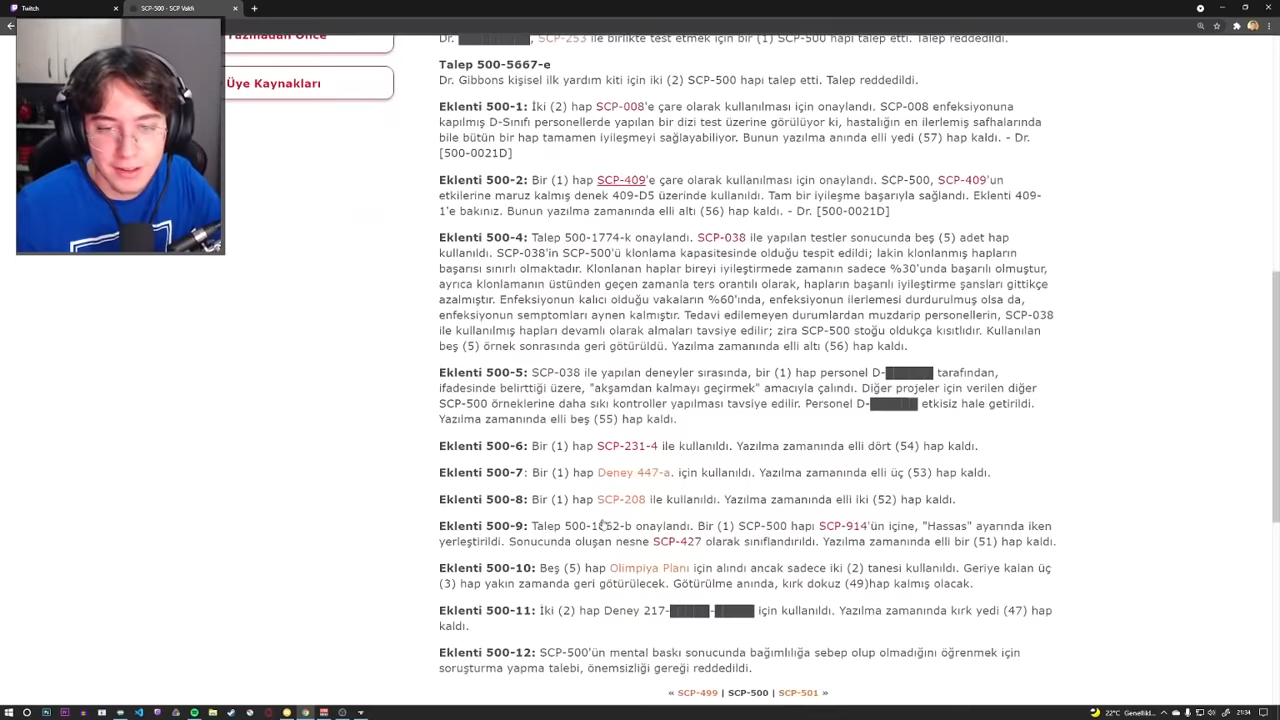 Twitch
SCP-500 - SCP Vakfı
Yazmadan Önce
Üye Kaynakları
Dr. ████████, SCP-253 ile birlikte test etmek için bir (1) SCP-500 hapı talep etti. Talep reddedildi.
Talep 500-5667-e
Dr. Gibbons kişisel ilk yardım kiti için iki (2) SCP-500 hapı talep etti. Talep reddedildi.
Eklenti 500-1: İki (2) hap SCP-008'e çare olarak kullanılması için onaylandı. SCP-008 enfeksiyonuna
kapılmış D-Sınıfı personellerde yapılan bir dizi test üzerine görülüyor ki, hastalığın en ilerlemiş safhalarında
bile bütün bir hap tamamen iyileşmeyi sağlayabiliyor. Bunun yazılma anında elli yedi (57) hap kaldı. - Dr.
[500-0021D]
Eklenti 500-2: Bir (1) hap SCP-409'e çare olarak kullanılması için onaylandı. SCP-500, SCP-409'un
etkilerine maruz kalmış denek 409-D5 üzerinde kullanıldı. Tam bir iyileşme başarıyla sağlandı. Eklenti 409-
1'e bakınız. Bunun yazılma zamanında elli altı (56) hap kaldı. - Dr. [500-0021D]
Eklenti 500-4: Talep 500-1774-k onaylandı. SCP-038 ile yapılan testler sonucunda beş (5) adet hap
kullanıldı. SCP-038'in SCP-500'ü klonlama kapasitesinde olduğu tespit edildi; lakin klonlanmış hapların
başarısı sınırlı olmaktadır. Klonlanan haplar bireyi iyileştirmede zamanın sadece %30'unda başarılı olmuştur,
ayrıca klonlamanın üstünden geçen zamanla ters orantılı olarak, hapların başarılı iyileştirme şansları gittikçe
azalmıştır. Enfeksiyonun kalıcı olduğu vakaların %60'ında, enfeksiyonun ilerlemesi durdurulmuş olsa da,
enfeksiyonun semptomları aynen kalmıştır. Tedavi edilemeyen durumlardan muzdarip personellerin, SCP-038
ile kullanılmış hapları devamlı olarak almaları tavsiye edilir; zira SCP-500 stoğu oldukça kısıtlıdır. Kullanılan
beş (5) örnek sonrasında geri götürüldü. Yazılma zamanında elli altı (56) hap kaldı.
Eklenti 500-5: SCP-038 ile yapılan deneyler sırasında, bir (1) hap personel D-█████ tarafından,
ifadesinde belirttiği üzere, "akşamdan kalmayı geçirmek" amacıyla çalındı. Diğer projeler için verilen diğer
SCP-500 örneklerine daha sıkı kontroller yapılması tavsiye edilir. Personel D-█████ etkisiz hale getirildi.
Yazılma zamanında elli beş (55) hap kaldı.
Eklenti 500-6: Bir (1) hap SCP-231-4 ile kullanıldı. Yazılma zamanında elli dört (54) hap kaldı.
Eklenti 500-7: Bir (1) hap Deney 447-a. için kullanıldı. Yazılma zamanında elli üç (53) hap kaldı.
Eklenti 500-8: Bir (1) hap SCP-208 ile kullanıldı. Yazılma zamanında elli iki (52) hap kaldı.
Eklenti 500-9: Talep onaylandı. Bir (1) SCP-500 hapı SCP-914'ün içine, "Hassas" ayarında iken
yerleştirildi. Sonucunda oluşan nesne SCP-427 olarak sınıflandırıldı. Yazılma zamanında elli bir (51) hap kaldı.
Eklenti 500-10: Beş (5) hap Olimpiya Planı için alındı ancak sadece iki (2) tanesi kullanıldı. Geriye kalan üç
(3) hap yakın zamanda geri götürülecek. Götürülme anında, kırk dokuz (49)hap kalmış olacak.
Eklenti 500-11: İki (2) hap Deney 217-█████-█████ için kullanıldı. Yazılma zamanında kırk yedi (47) hap
kaldı.
Eklenti 500-12: SCP-500'ün mental baskı sonucunda bağımlılığa sebep olup olmadığını öğrenmek için
soruşturma yapma talebi, önemsizliği gereği reddedildi.
« SCP-499 | SCP-500 | SCP-501 »
22°C Genellikl...
21:34